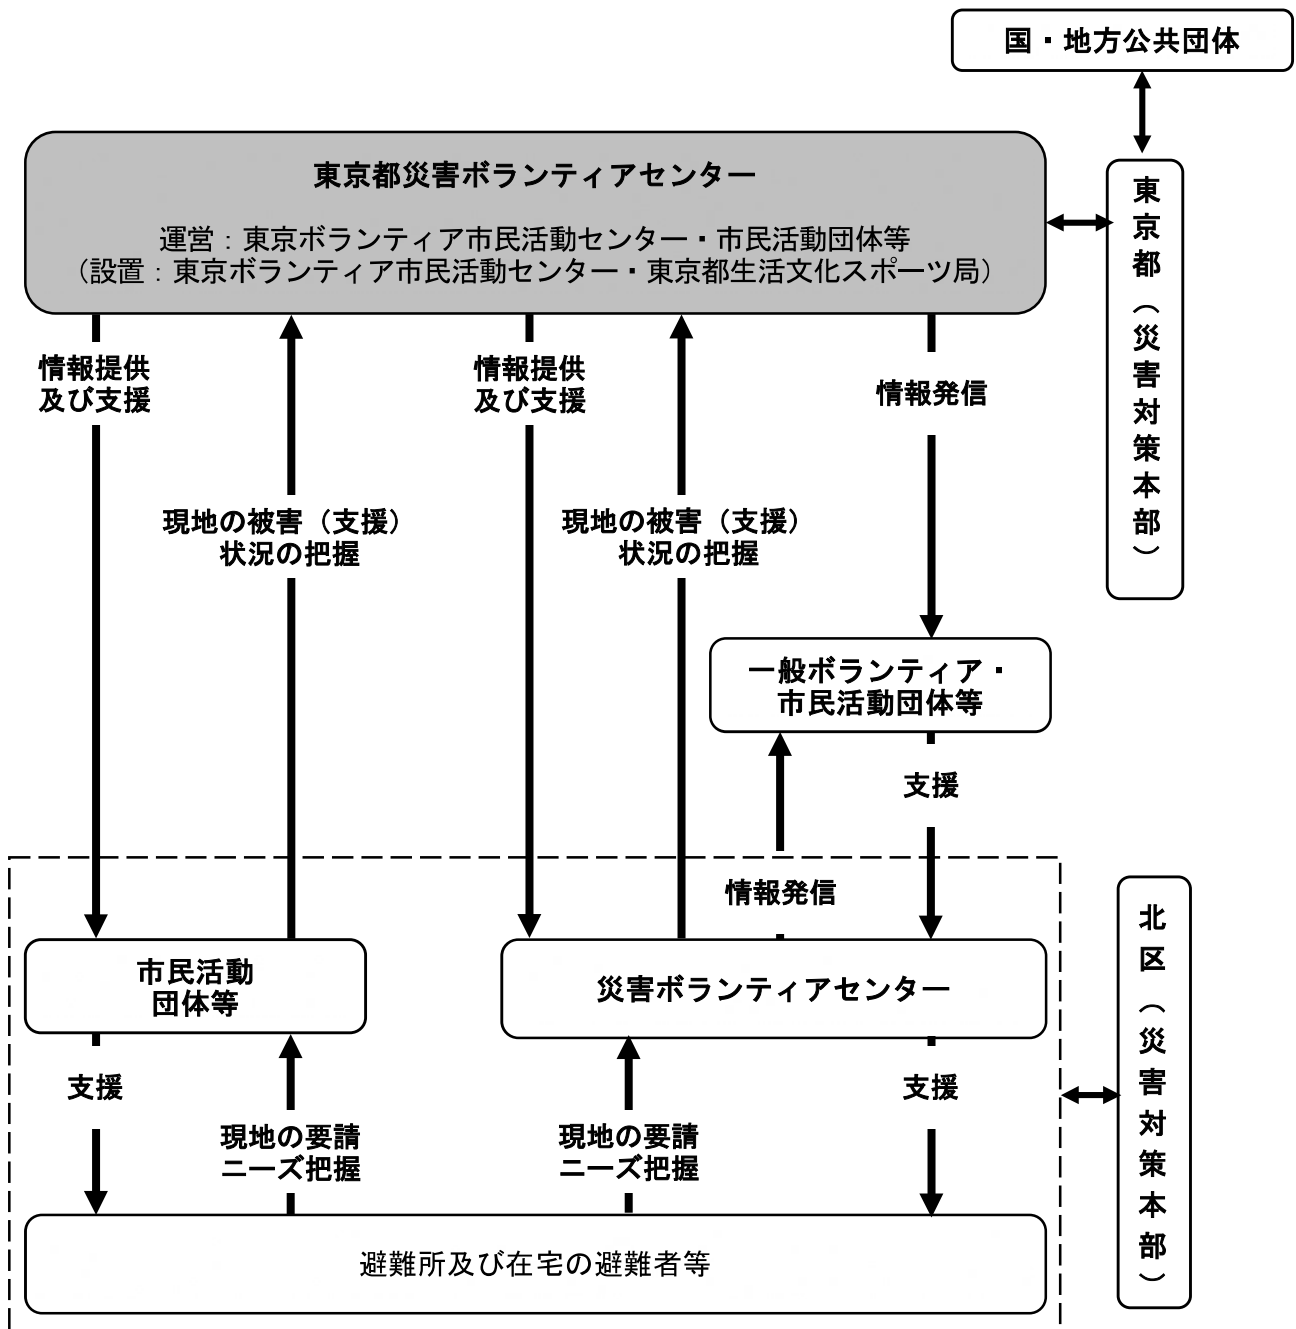 国・地方公共団体
東京都災害ボランティアセンター
運営：東京ボランティア市民活動センター・市民活動団体等
（設置：東京ボランティア市民活動センター・東京都生活文化スポーツ局）
東京都（災害対策本部）
情報提供
及び支援
情報提供
及び支援
情報発信
現地の被害（支援）
状況の把握
現地の被害（支援）
状況の把握
一般ボランティア・
市民活動団体等
支援
情報発信
北区（災害対策本部）
市民活動
団体等
災害ボランティアセンター
支援
支援
現地の要請
ニーズ把握
現地の要請
ニーズ把握
避難所及び在宅の避難者等